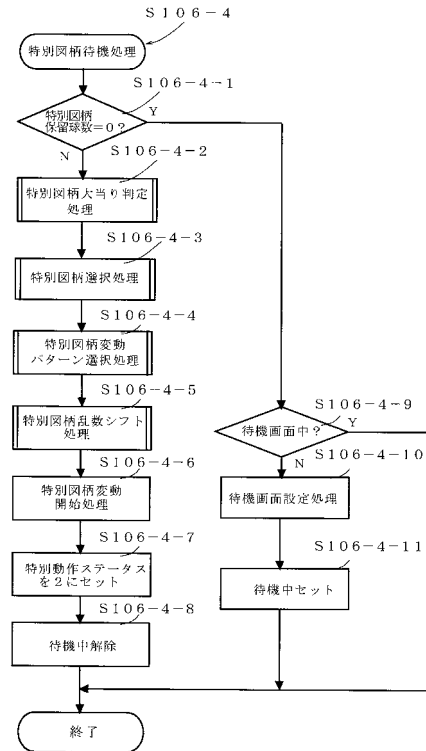 S106-4
特別図柄待機処理
S106-4-1
特別図柄
保留球数=0?
Y
N
S106-4-2
特別図柄大当り判定
処理
S106-4-3
特別図柄選択処理
S106-4-4
特別図柄変動
パターン選択処理
S106-4-5
特別図柄乱数シフト
処理
S106-4-6
特別図柄変動
開始処理
S106-4-7
特別動作ステータス
を2にセット
S106-4-8
待機中解除
S106-4-9
待機画面中?
Y
N
S106-4-10
待機画面設定処理
S106-4-11
待機中セット
終了